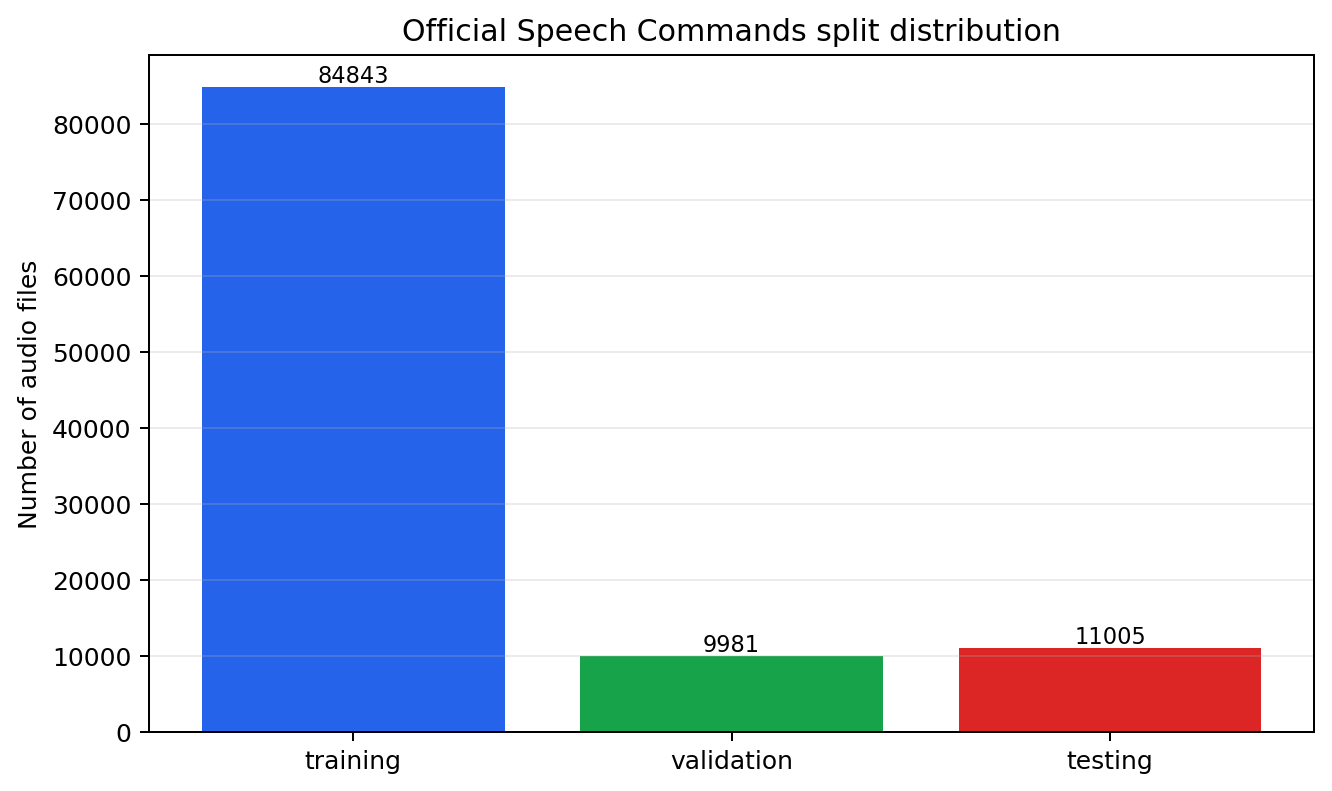 Official Speech Commands split distribution
84843
80000
70000
60000
50000
40000
30000
20000
10000
0
Number of audio files
9981
11005
training
validation
testing